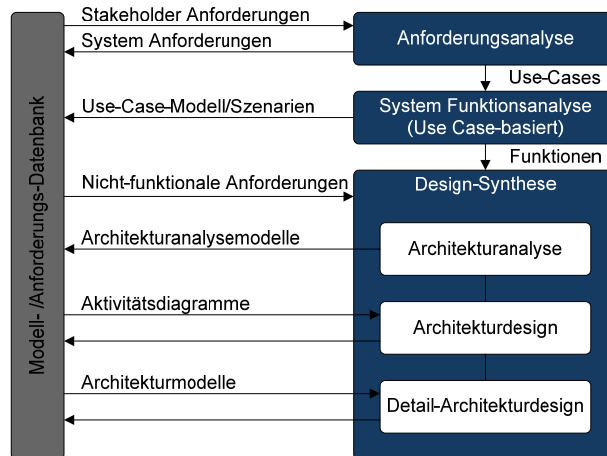 Stakeholder Anforderungen
Anforderungsanalyse
System Anforderungen
Use-Cases
Use-Case-Modell/Szenarien
System Funktionsanalyse
(Use Case-basiert)
Funktionen
Nicht-funktionale Anforderungen
Design-Synthese
Architekturanalysemodelle
Architekturanalyse
Aktivitätsdiagramme
Architekturdesign
Architekturmodelle
Detail-Architekturdesign
Modell- /Anforderungs-Datenbank